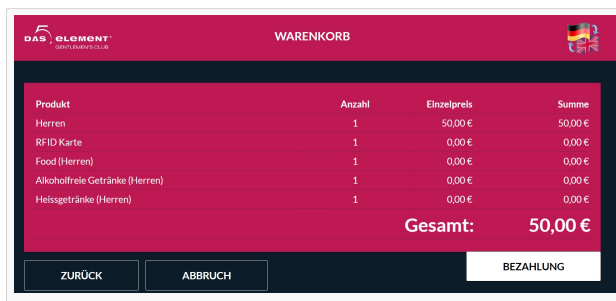 DAS 5 ELEMENT
GENTLEMEN'S CLUB
WARENKORB
Produkt Anzahl Einzelpreis Summe
Herren 1 50,00 € 50,00 €
RFID Karte 1 0,00 € 0,00 €
Food (Herren) 1 0,00 € 0,00 €
Alkoholfreie Getränke (Herren) 1 0,00 € 0,00 €
Heissgetränke (Herren) 1 0,00 € 0,00 €
Gesamt: 50,00 €
ZURÜCK ABBRUCH BEZAHLUNG